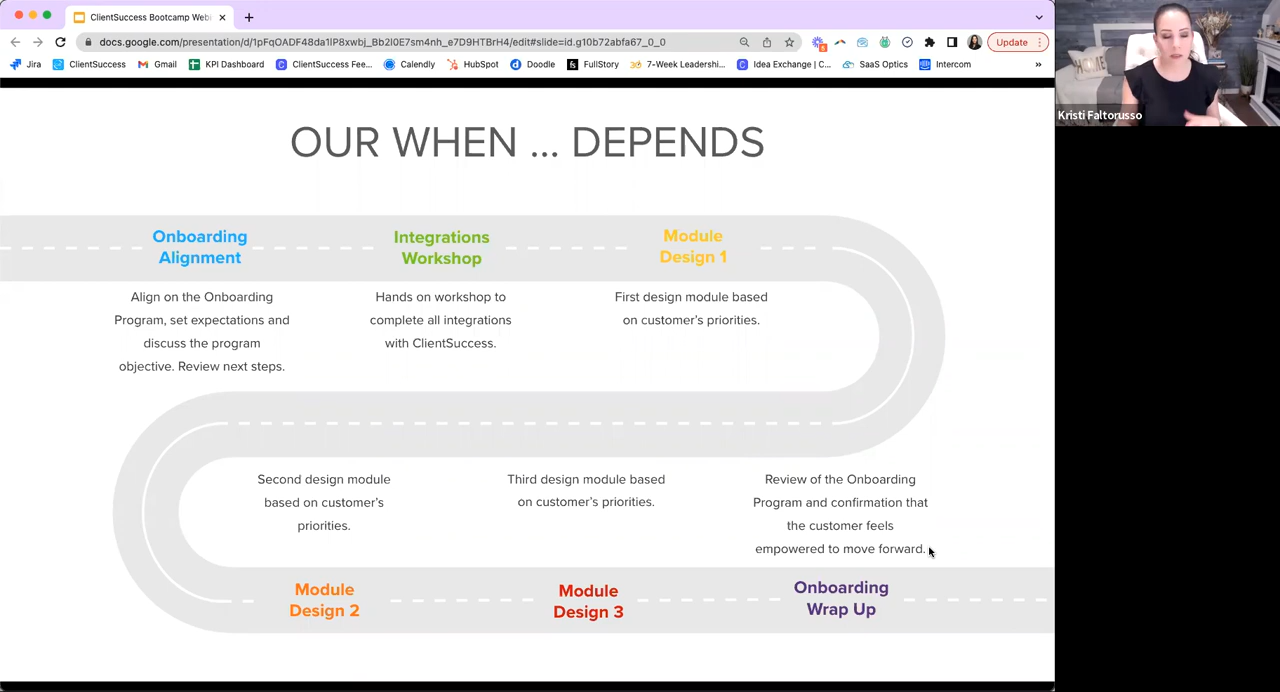 ClientSuccess Bootcamp Web
docs.google.com/presentation/d/1pFqOADF48a1lP8xwbj_Bb2l0E7sm4nh_e7D9HTBrH4/edit#slide=id.g10b72abfa67_0_0
Update
Jira ClientSuccess Gmail KPI Dashboard ClientSuccess Fee... Calendly HubSpot Doodle FullStory 7-Week Leadershi... Idea Exchange | C... SaaS Optics Intercom »
HOME
Kristi Faltorusso
OUR WHEN ... DEPENDS
Onboarding
Alignment
Align on the Onboarding
Program, set expectations and
discuss the program
objective. Review next steps.
Integrations
Workshop
Hands on workshop to
complete all integrations
with ClientSuccess.
Module
Design 1
First design module based
on customer's priorities.
Second design module
based on customer's
priorities.
Module
Design 2
Third design module based
on customer's priorities.
Module
Design 3
Review of the Onboarding
Program and confirmation that
the customer feels
empowered to move forward.
Onboarding
Wrap Up